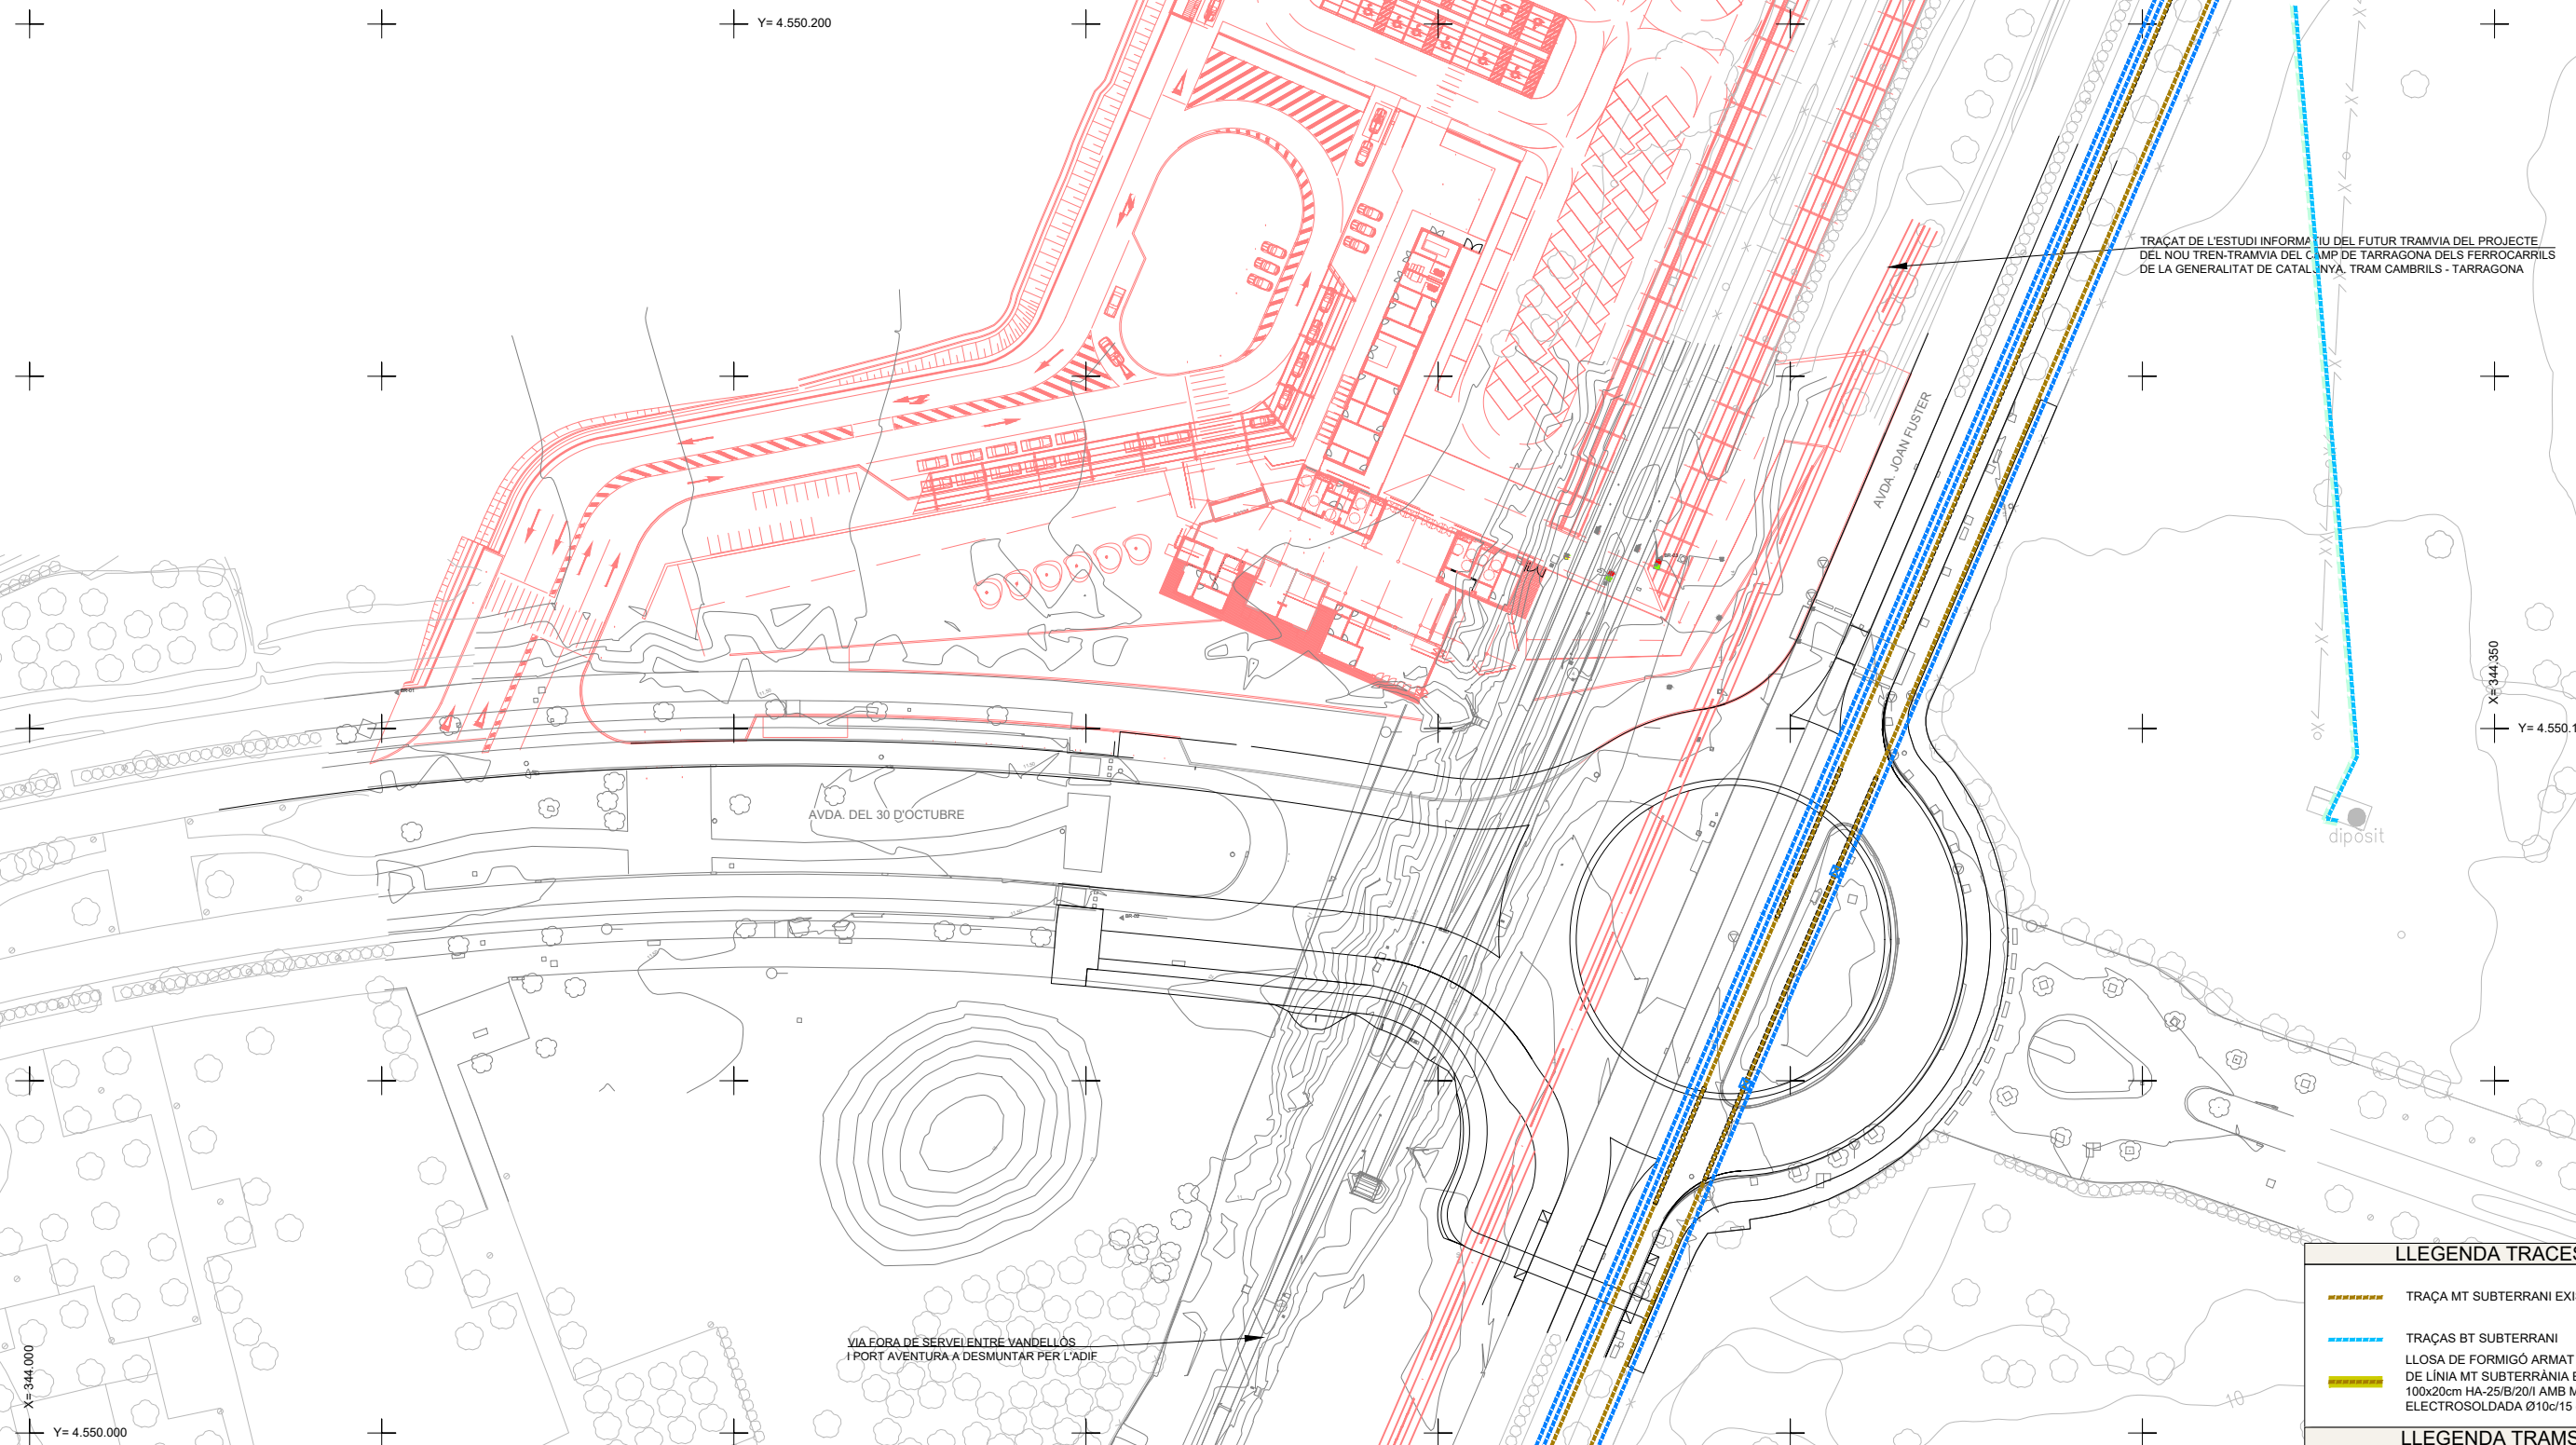 Y= 4.550.200
TRAÇAT DE L'ESTUDI INFORMATIU DEL FUTUR TRAMVIA DEL PROJECTE
DEL NOU TREN-TRAMVIA DEL CAMP DE TARRAGONA DELS FERROCARRILS
DE LA GENERALITAT DE CATALUNYA. TRAM CAMBRILS - TARRAGONA
AVDA. JOAN FUSTER
X= 344.350
Y= 4.550.1
AVDA. DEL 30 D'OCTUBRE
dipòsit
VIA FORA DE SERVEI ENTRE VANDELLÒS
I PORT AVENTURA A DESMUNTAR PER L'ADIF
X= 344.000
Y= 4.550.000
LLEGENDA TRACES
TRAÇA MT SUBTERRANI EXI
TRAÇAS BT SUBTERRANI
LLOSA DE FORMIGÓ ARMAT
DE LÍNIA MT SUBTERRÀNIA E
100x20cm HA-25/B/20/I AMB M
ELECTROSOLDADA Ø10c/15
LLEGENDA TRAMS